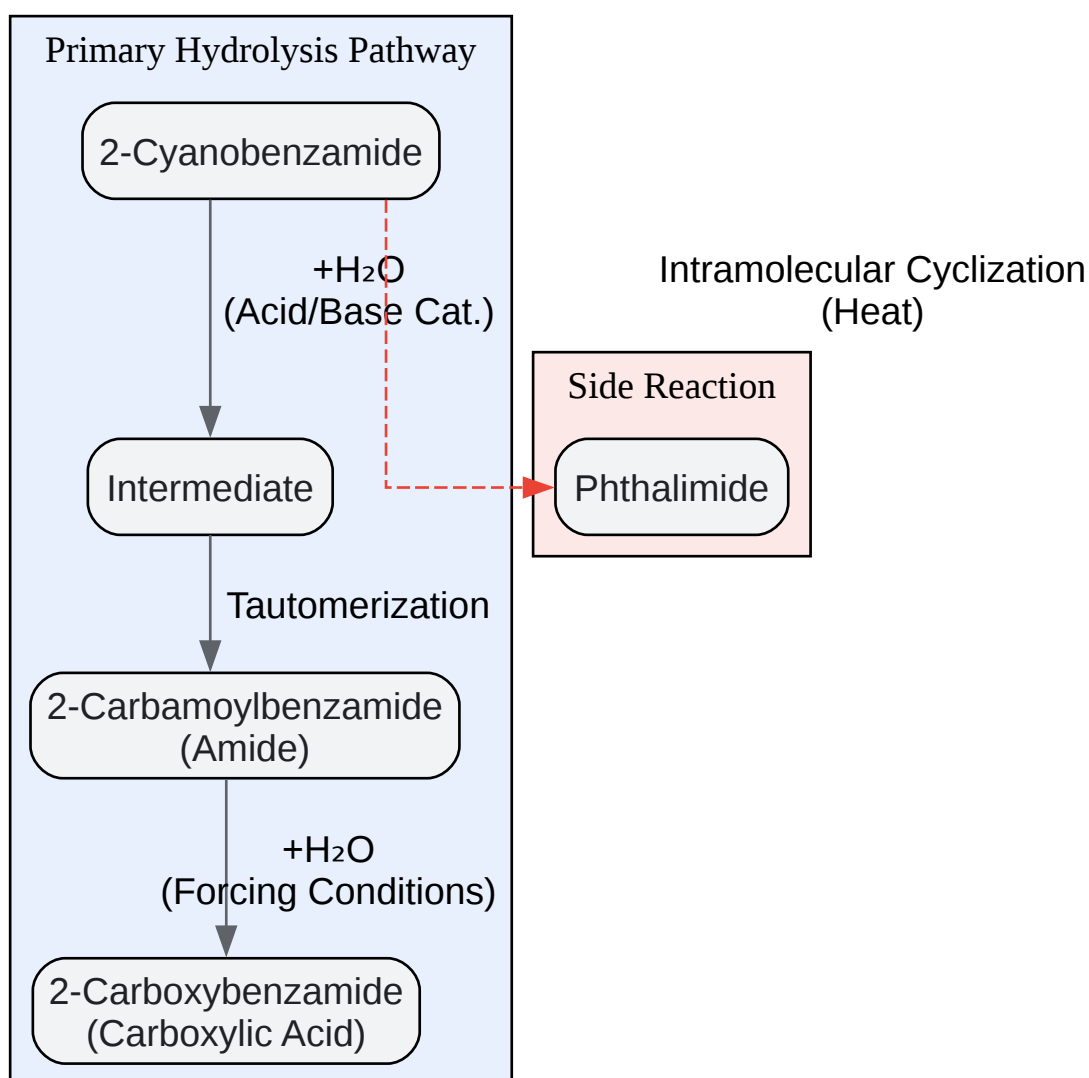 Primary Hydrolysis Pathway
2-Cyanobenzamide
+H₂O
(Acid/Base Cat.)
Intramolecular Cyclization
(Heat)
Side Reaction
Intermediate
Phthalimide
Tautomerization
2-Carbamoylbenzamide
(Amide)
+H₂O
(Forcing Conditions)
2-Carboxybenzamide
(Carboxylic Acid)